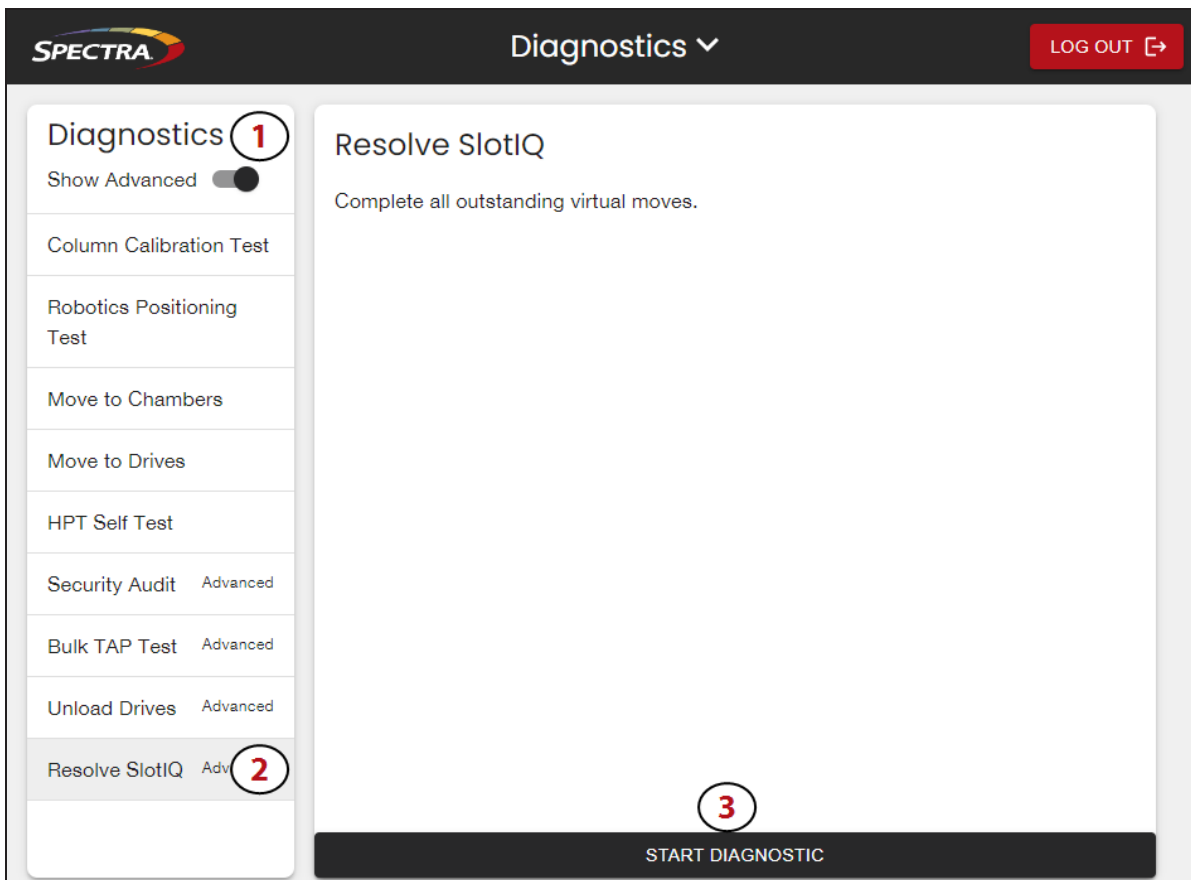 SPECTRA.
Diagnostics
LOG OUT
Diagnostics 1
Show Advanced
Column Calibration Test
Robotics Positioning
Test
Move to Chambers
Move to Drives
HPT Self Test
Security Audit Advanced
Bulk TAP Test Advanced
Unload Drives Advanced
Resolve SlotIQ Adv 2
Resolve SlotIQ
Complete all outstanding virtual moves.
3
START DIAGNOSTIC